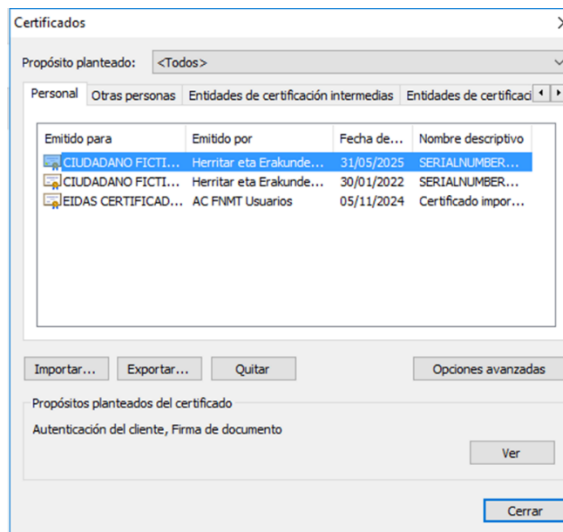 Certificados
Propósito planteado: <Todos>
Personal Otras personas Entidades de certificación intermedias Entidades de certificaci
Emitido para Emitido por Fecha de... Nombre descriptivo
CIUDADANO FICTI... Herritar eta Erakunde... 31/05/2025 SERIALNUMBER...
CIUDADANO FICTI... Herritar eta Erakunde... 30/01/2022 SERIALNUMBER...
EIDAS CERTIFICAD... AC FNMT Usuarios 05/11/2024 Certificado impor...
Importar... Exportar... Quitar Opciones avanzadas
Propósitos planteados del certificado
Autenticación del cliente, Firma de documento
Ver
Cerrar